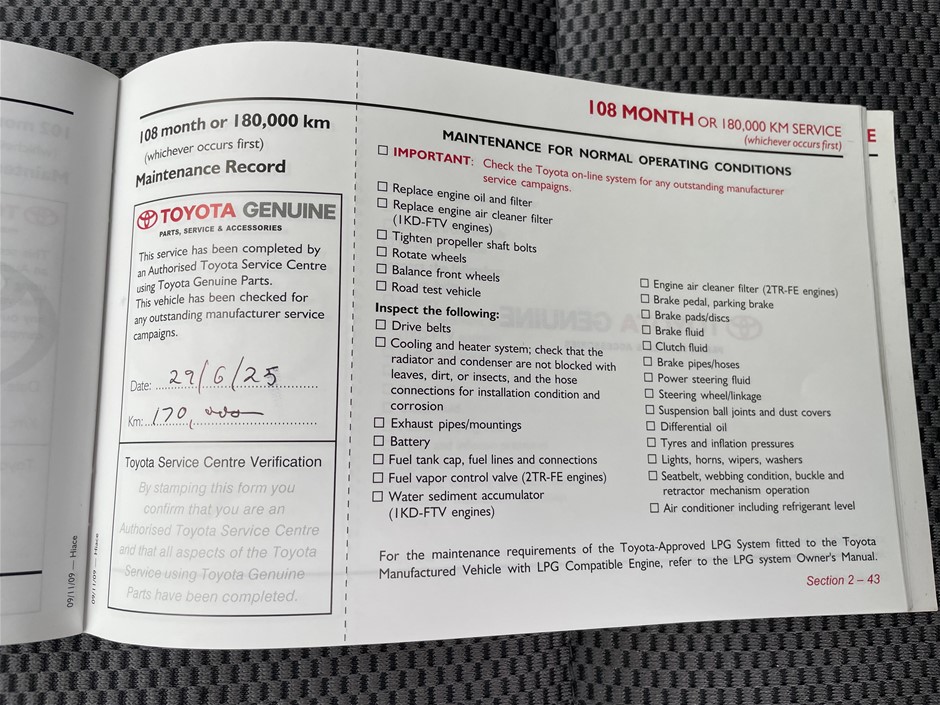 108 month or 180,000 km
(whichever occurs first)
Maintenance Record
TOYOTA GENUINE
PARTS, SERVICE & ACCESSORIES
This service has been completed by
an Authorised Toyota Service Centre
using Toyota Genuine Parts.
This vehicle has been checked for
any outstanding manufacturer service
campaigns.
Date: 29/6/25
Km: 170,000
Toyota Service Centre Verification
By stamping this form you
confirm that you are an
Authorised Toyota Service Centre
and that all aspects of the Toyota
Service using Toyota Genuine
Parts have been completed.
09/11/09 — Hiace
09/11/09 — Hiace
108 MONTH OR 180,000 KM SERVICE
(whichever occurs first)
E
MAINTENANCE FOR NORMAL OPERATING CONDITIONS
IMPORTANT: Check the Toyota on-line system for any outstanding manufacturer
service campaigns.
Replace engine oil and filter
Replace engine air cleaner filter
(1KD-FTV engines)
Tighten propeller shaft bolts
Rotate wheels
Balance front wheels
Road test vehicle
Inspect the following:
Drive belts
Cooling and heater system; check that the
radiator and condenser are not blocked with
leaves, dirt, or insects, and the hose
connections for installation condition and
corrosion
Exhaust pipes/mountings
Battery
Fuel tank cap, fuel lines and connections
Fuel vapor control valve (2TR-FE engines)
Water sediment accumulator
(1KD-FTV engines)
Engine air cleaner filter (2TR-FE engines)
Brake pedal, parking brake
Brake pads/discs
Brake fluid
Clutch fluid
Brake pipes/hoses
Power steering fluid
Steering wheel/linkage
Suspension ball joints and dust covers
Differential oil
Tyres and inflation pressures
Lights, horns, wipers, washers
Seatbelt, webbing condition, buckle and
retractor mechanism operation
Air conditioner including refrigerant level
For the maintenance requirements of the Toyota-Approved LPG System fitted to the Toyota
Manufactured Vehicle with LPG Compatible Engine, refer to the LPG system Owner's Manual.
Section 2 – 43